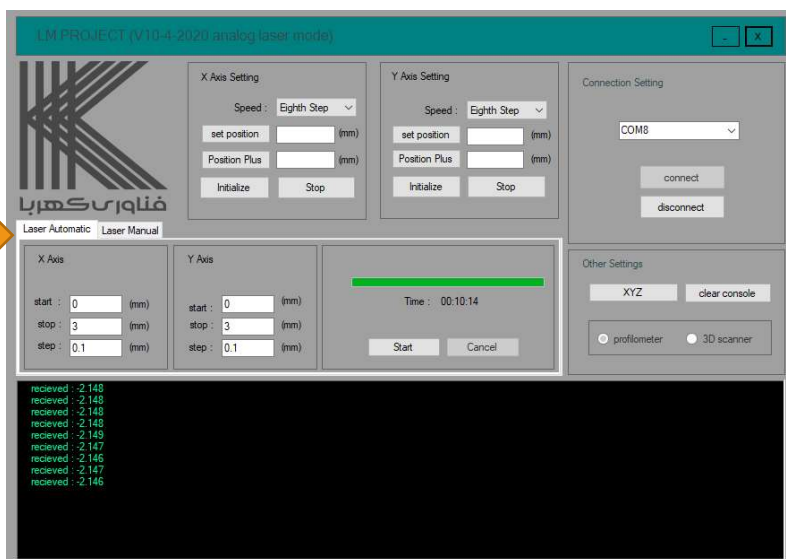 LM PROJECT (V10-4-2020 analog laser mode)
- X
فناوری کهربا
X Axis Setting
Speed : Eighth Step
set position (mm)
Position Plus (mm)
Initialize Stop
Y Axis Setting
Speed : Eighth Step
set position (mm)
Position Plus (mm)
Initialize Stop
Connection Setting
COM8
connect
disconnect
Laser Automatic Laser Manual
X Axis
start : 0 (mm)
stop : 3 (mm)
step : 0.1 (mm)
Y Axis
start : 0 (mm)
stop : 3 (mm)
step : 0.1 (mm)
Time : 00:10:14
Start Cancel
Other Settings
XYZ clear console
profilometer 3D scanner
recieved : -2.148
recieved : -2.148
recieved : -2.148
recieved : -2.148
recieved : -2.149
recieved : -2.147
recieved : -2.146
recieved : -2.147
recieved : -2.146